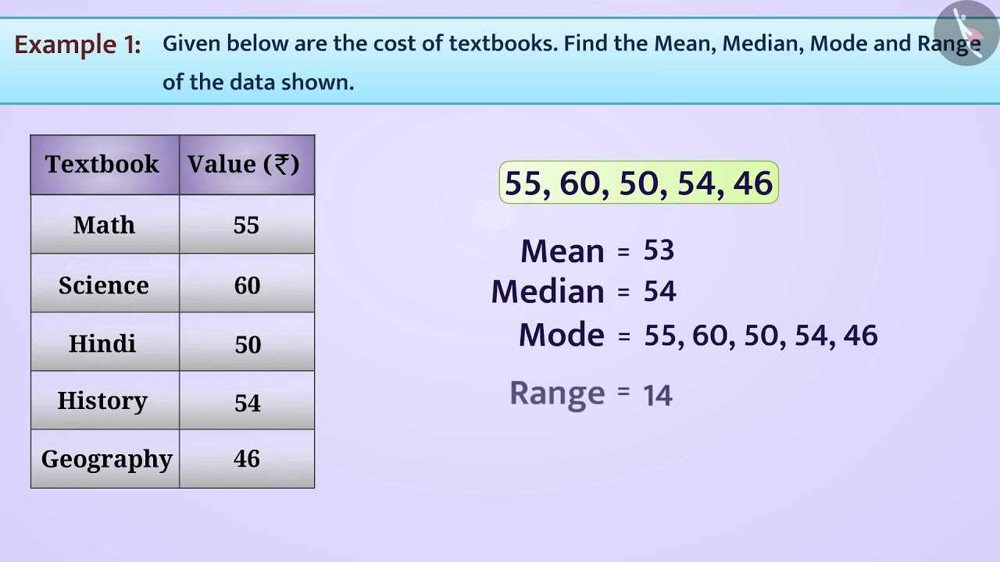 Example 1: Given below are the cost of textbooks. Find the Mean, Median, Mode and Range
of the data shown.
Textbook Value (₹)
Math 55
Science 60
Hindi 50
History 54
Geography 46
55, 60, 50, 54, 46
Mean = 53
Median = 54
Mode = 55, 60, 50, 54, 46
Range = 14